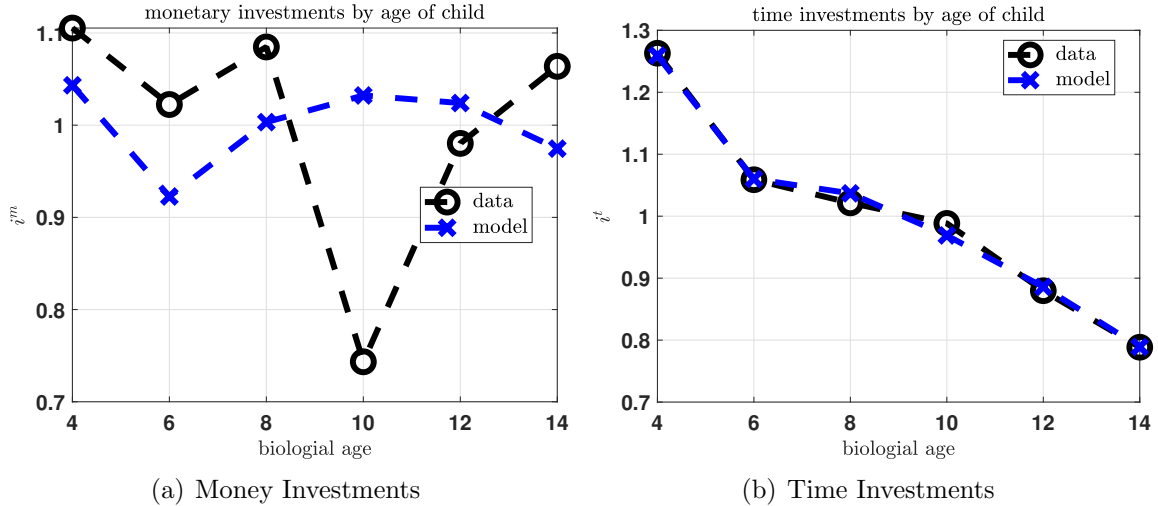 monetary investments by age of child
1.1
1
0.9
0.8
0.7
i^m
data
model
4 6 8 10 12 14
biologial age
(a) Money Investments
time investments by age of child
1.3
1.2
1.1
1
0.9
0.8
0.7
i^t
data
model
4 6 8 10 12 14
biologial age
(b) Time Investments